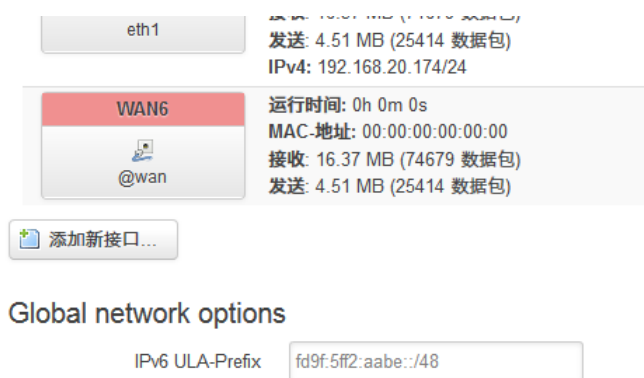 eth1
发送: 4.51 MB (25414 数据包)
IPv4: 192.168.20.174/24
WAN6
@wan
运行时间: 0h 0m 0s
MAC-地址: 00:00:00:00:00:00
接收: 16.37 MB (74679 数据包)
发送: 4.51 MB (25414 数据包)
添加新接口...
Global network options
IPv6 ULA-Prefix
fd9f:5ff2:aabe::/48